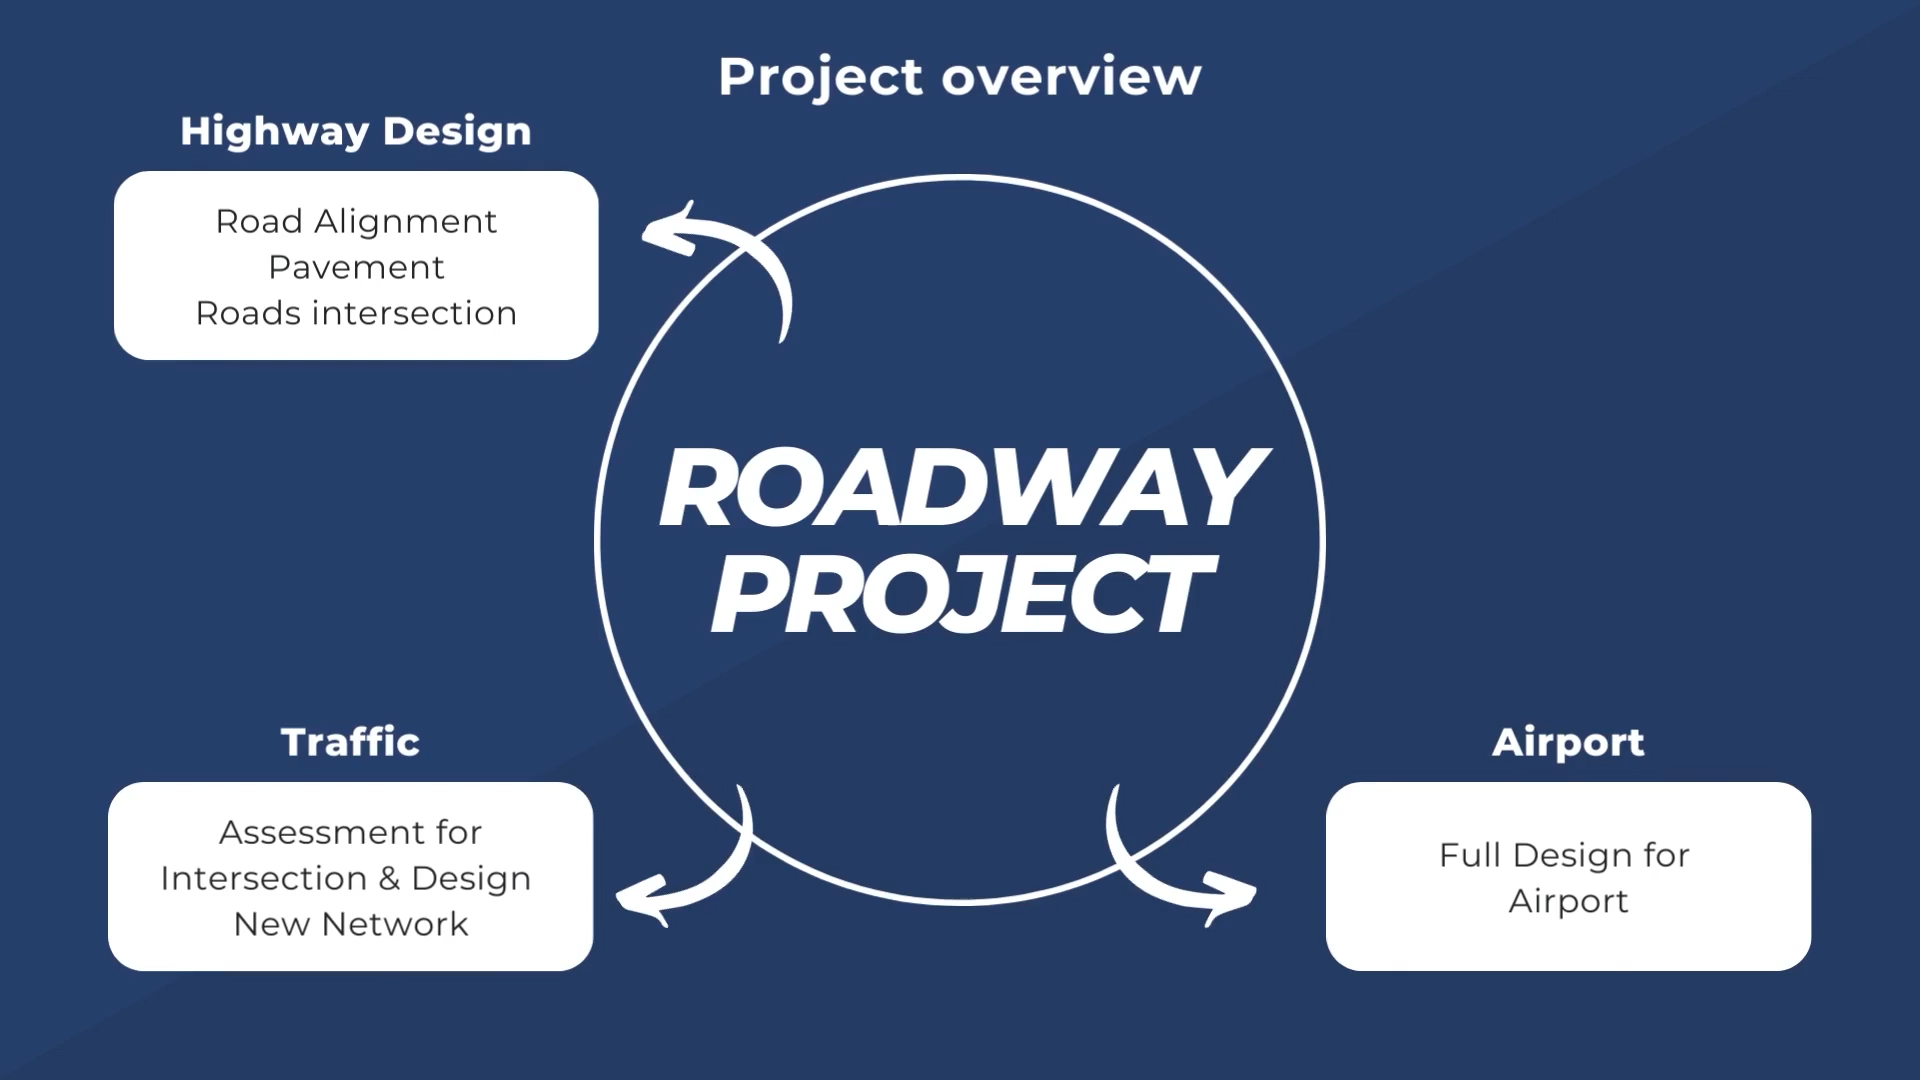 Project overview
Highway Design
Road Alignment
Pavement
Roads intersection
ROADWAY
PROJECT
Traffic
Assessment for
Intersection & Design
New Network
Airport
Full Design for
Airport